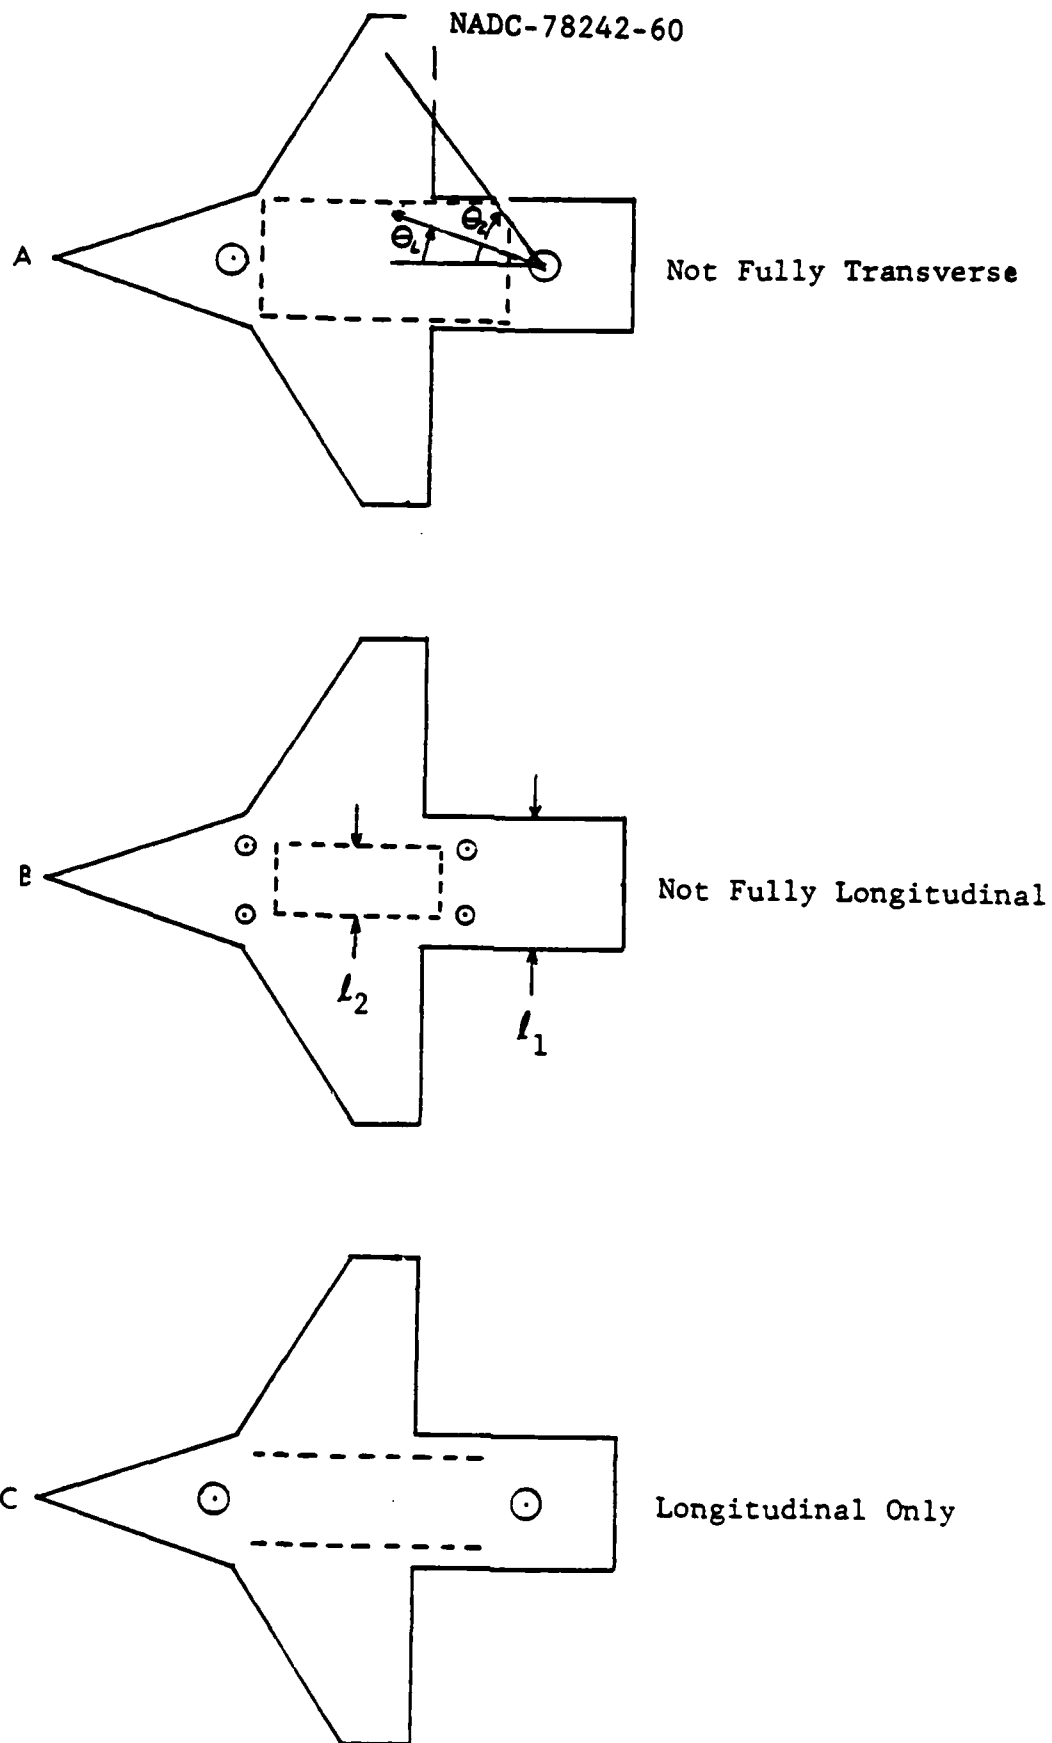 NADC-78242-60
A
Θ₁ Θ₂
Not Fully Transverse
B
Not Fully Longitudinal
ℓ₂
ℓ₁
C
Longitudinal Only